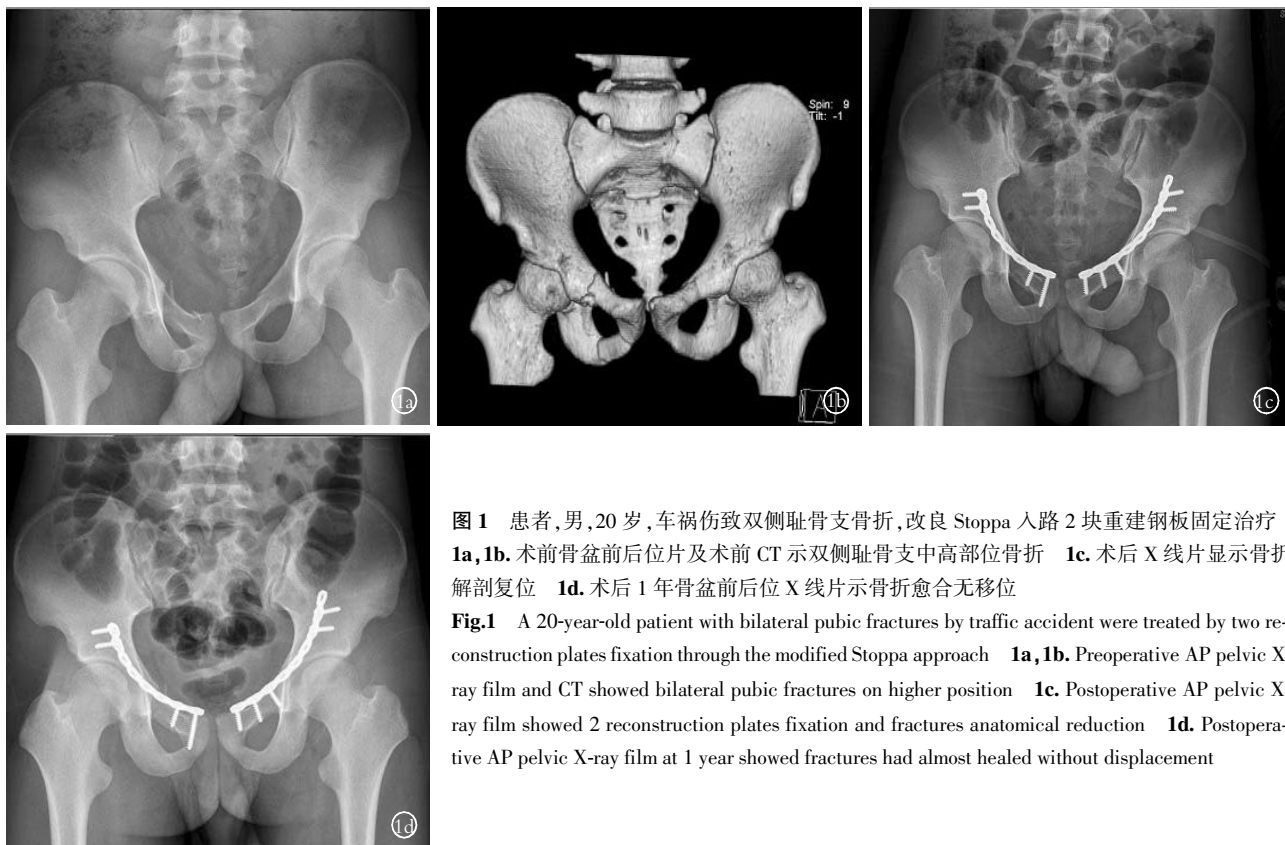 1a
Spin: 9
Tilt: -1
A
1b
1c
1d
图 1 患者,男,20 岁,车祸伤致双侧耻骨支骨折,改良 Stoppa 入路 2 块重建钢板固定治疗
1a,1b. 术前骨盆前后位片及术前 CT 示双侧耻骨支中高部位骨折 1c. 术后 X 线片显示骨折
解剖复位 1d. 术后 1 年骨盆前后位 X 线片示骨折愈合无移位
Fig.1 A 20-year-old patient with bilateral pubic fractures by traffic accident were treated by two re-
construction plates fixation through the modified Stoppa approach 1a,1b. Preoperative AP pelvic X-
ray film and CT showed bilateral pubic fractures on higher position 1c. Postoperative AP pelvic X-
ray film showed 2 reconstruction plates fixation and fractures anatomical reduction 1d. Postopera-
tive AP pelvic X-ray film at 1 year showed fractures had almost healed without displacement